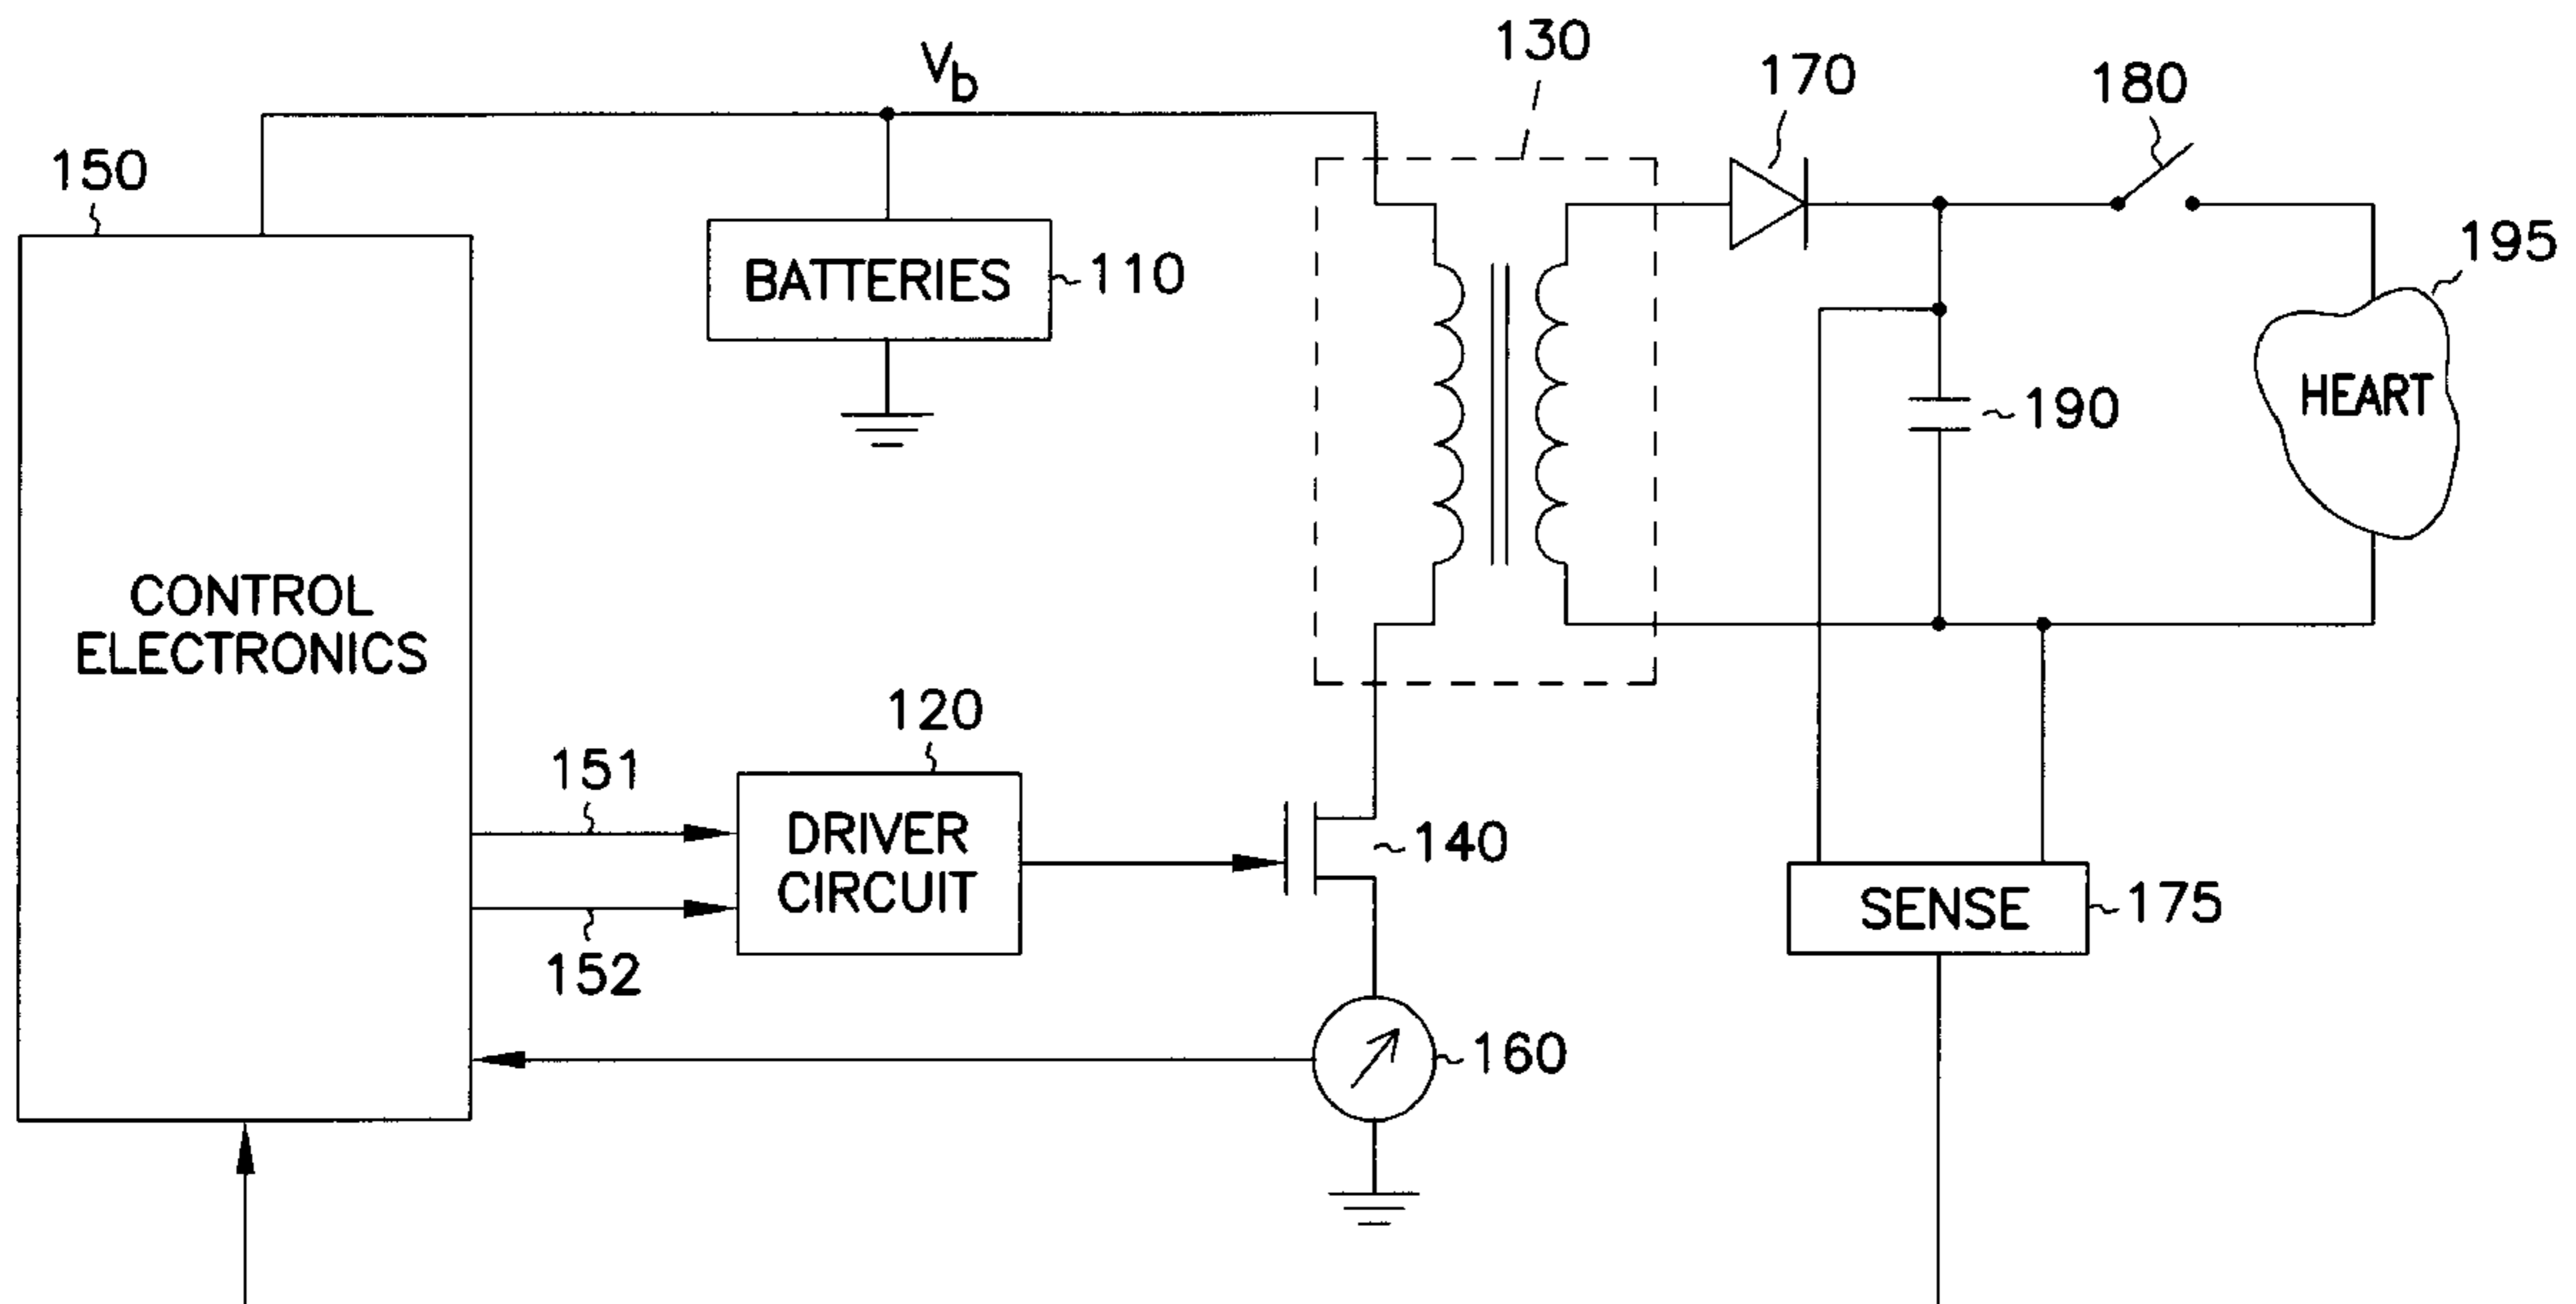 130
V_b
170
180
150
195
BATTERIES
110
HEART
190
CONTROL
ELECTRONICS
120
151
DRIVER
CIRCUIT
140
152
SENSE
175
160